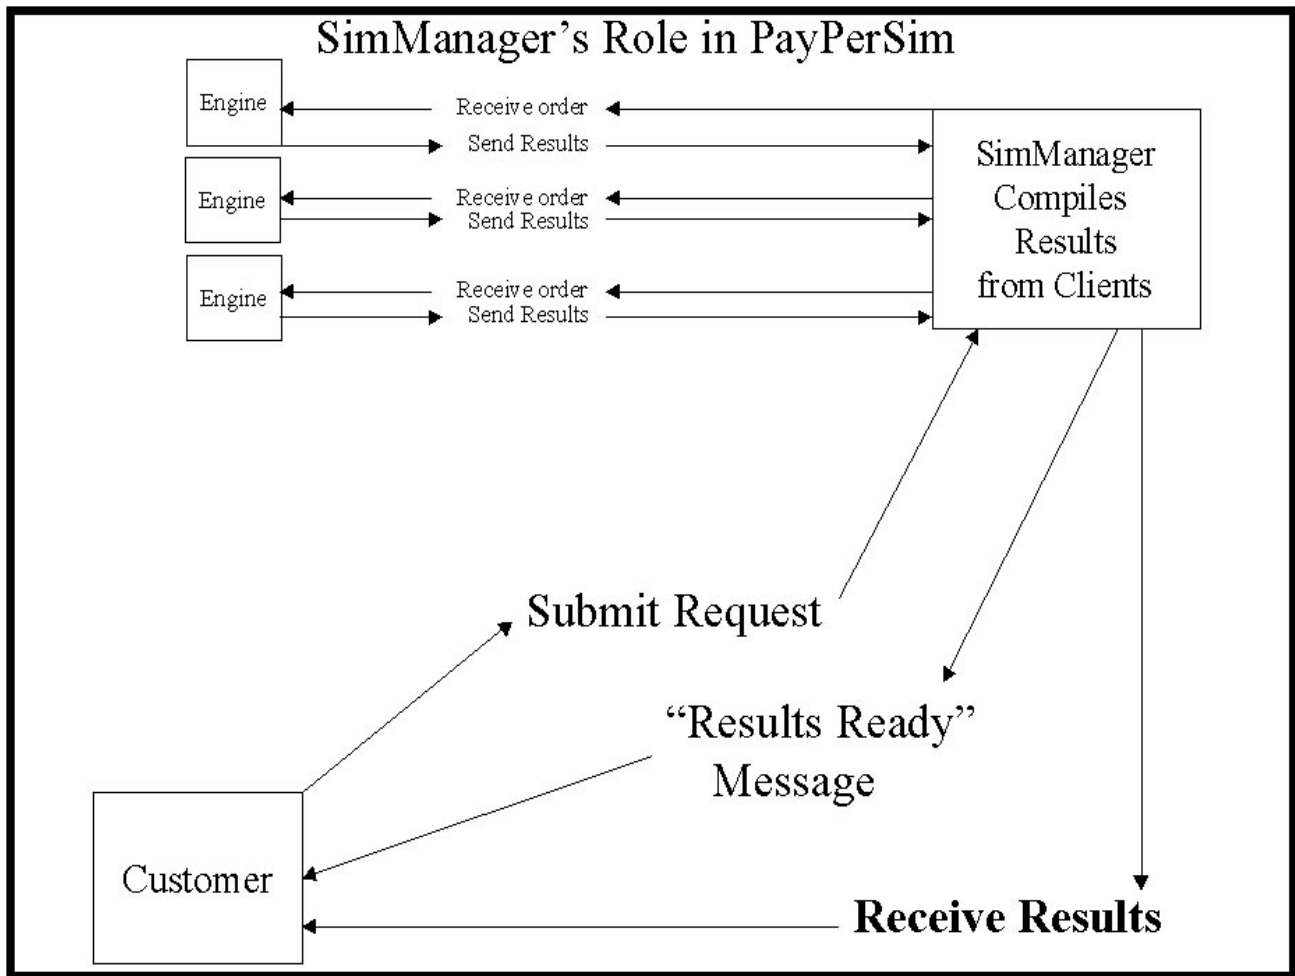 SimManager's Role in PayPerSim
Engine
Receive order
Send Results
Engine
Receive order
Send Results
Engine
Receive order
Send Results
SimManager
Compiles
Results
from Clients
Submit Request
“Results Ready”
Message
Customer
Receive Results